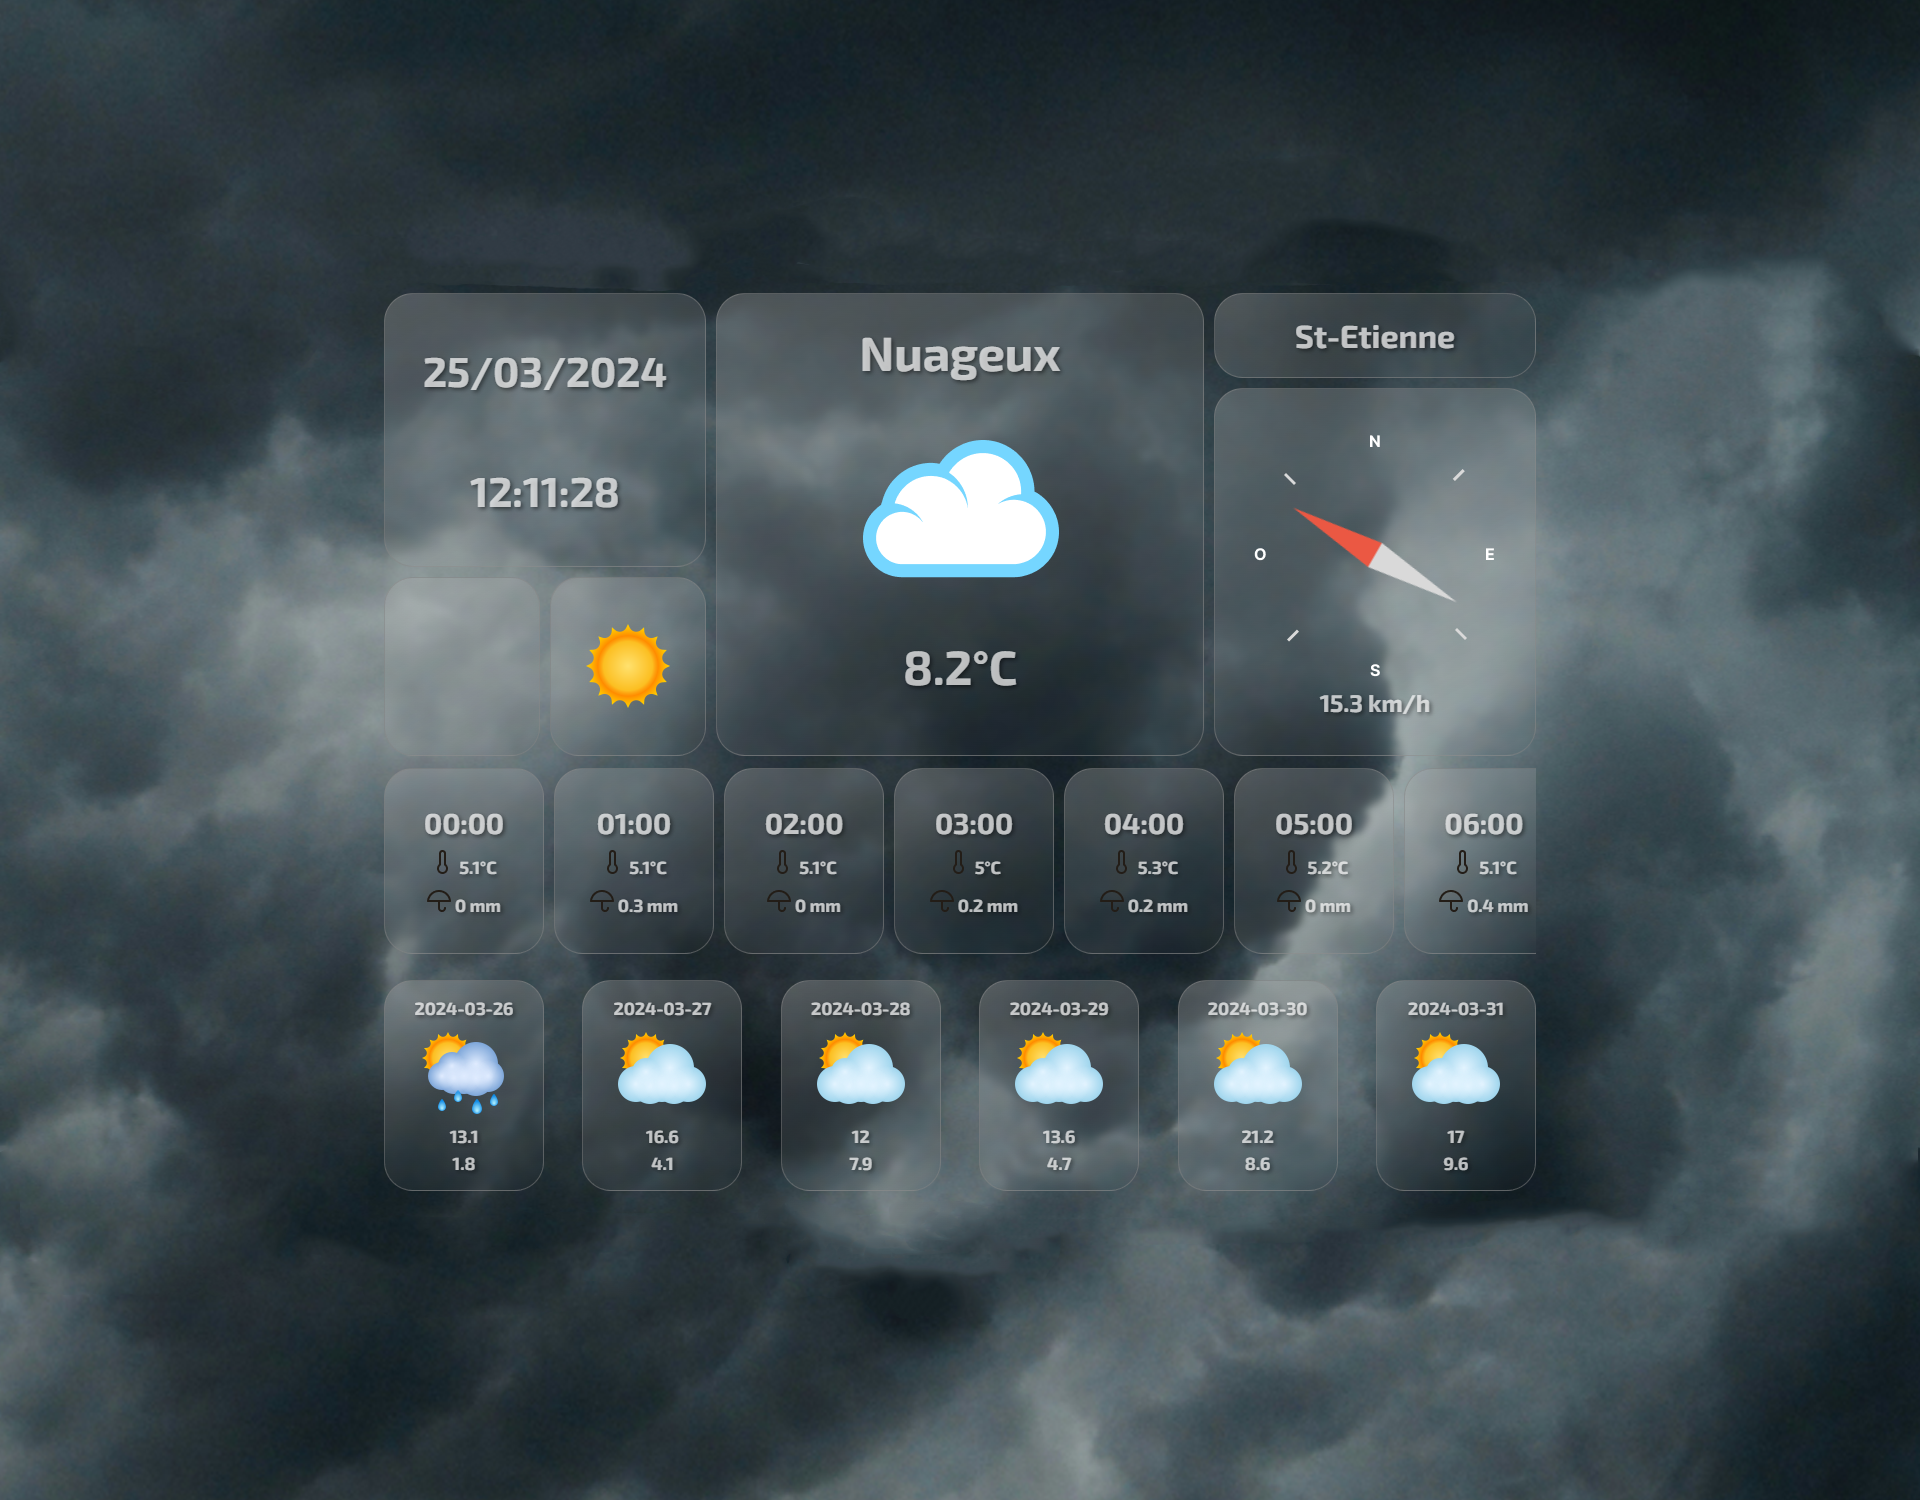 25/03/2024
12:11:28
Nuageux
8.2°C
St-Etienne
N
O
E
S
15.3 km/h
00:00
5.1°C
0 mm
01:00
5.1°C
0.3 mm
02:00
5.1°C
0 mm
03:00
5°C
0.2 mm
04:00
5.3°C
0.2 mm
05:00
5.2°C
0 mm
06:00
5.1°C
0.4 mm
2024-03-26
13.1
1.8
2024-03-27
16.6
4.1
2024-03-28
12
7.9
2024-03-29
13.6
4.7
2024-03-30
21.2
8.6
2024-03-31
17
9.6